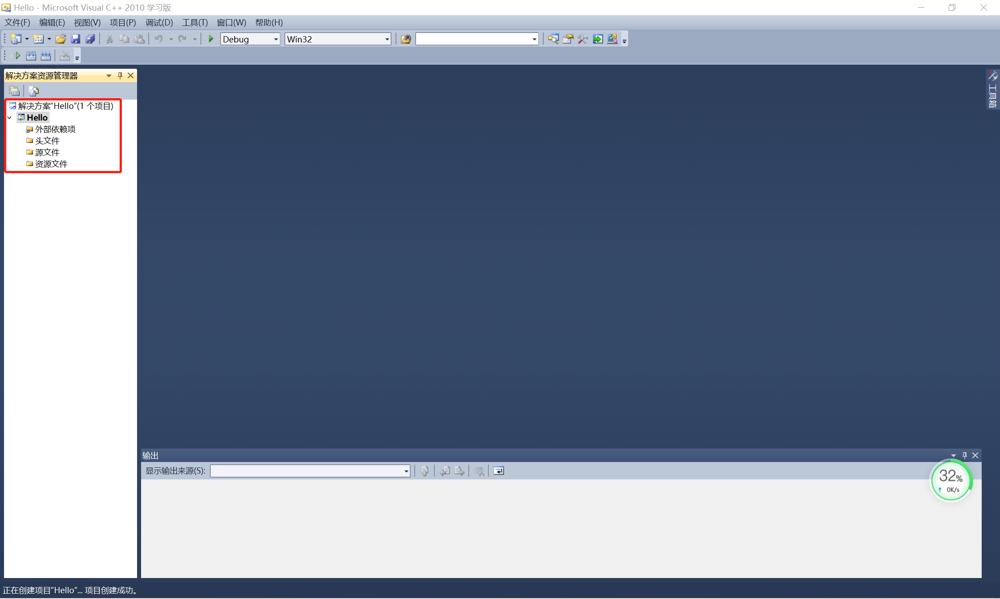 Hello - Microsoft Visual C++ 2010 学习版
文件(F) 编辑(E) 视图(V) 项目(P) 调试(D) 工具(T) 窗口(W) 帮助(H)
Debug Win32
解决方案资源管理器
工具箱
解决方案“Hello”(1 个项目)
Hello
外部依赖项
头文件
源文件
资源文件
输出
显示输出来源(S):
32%
0K/s
正在创建项目“Hello”... 项目创建成功。